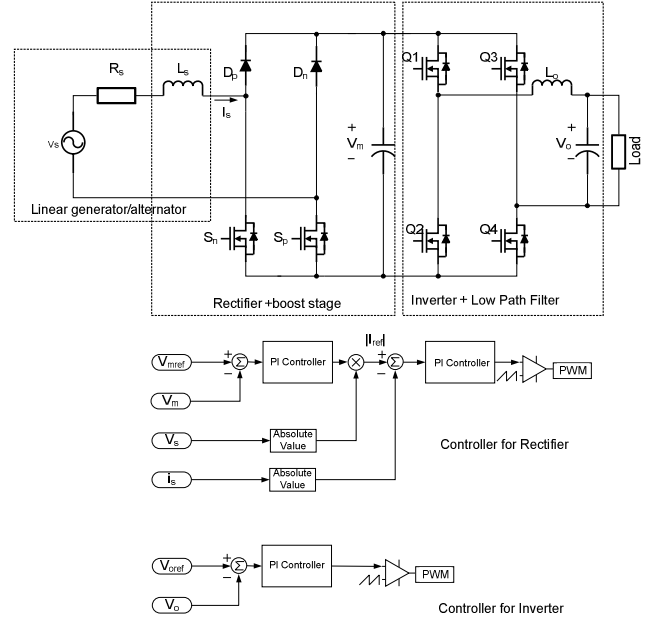 Rs
Ls
Dp
Dn
Is
Vs
Linear generator/alternator
Sn
Sp
+
Vm
−
Rectifier +boost stage
Q1
Q3
Lo
+
Vo
−
Load
Q2
Q4
Inverter + Low Path Filter
Vmref
+
−
Σ
PI Controller
×
|Iref|
+
−
Σ
PI Controller
PWM
Vm
Vs
Absolute
Value
Controller for Rectifier
is
Absolute
Value
Voref
+
−
Σ
PI Controller
PWM
Vo
Controller for Inverter